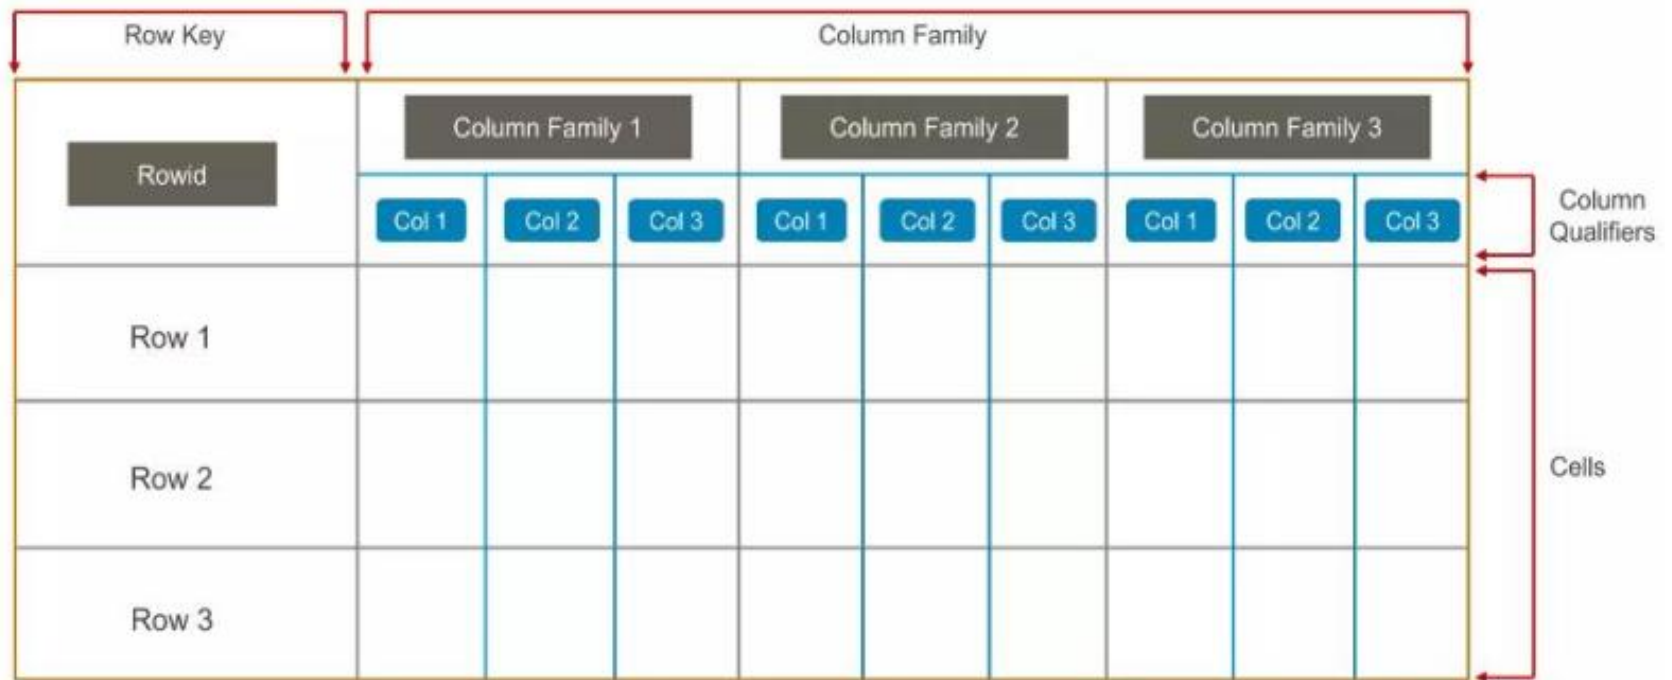 Row Key
Column Family
Column Family 1
Column Family 2
Column Family 3
Rowid
Col 1
Col 2
Col 3
Col 1
Col 2
Col 3
Col 1
Col 2
Col 3
Column
Qualifiers
Row 1
Row 2
Cells
Row 3